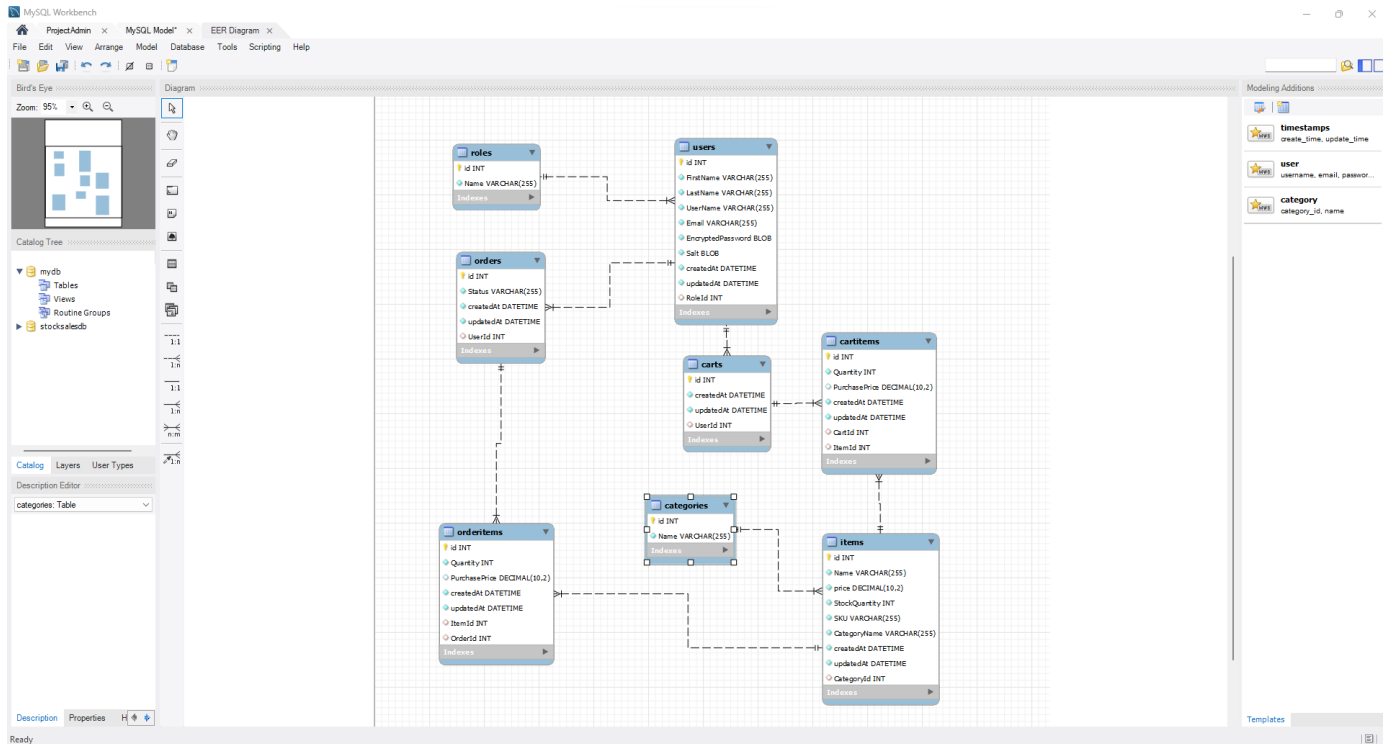 MySQL Workbench
ProjectAdmin MySQL Model* EER Diagram
File Edit View Arrange Model Database Tools Scripting Help
Bird's Eye
Zoom: 95%
Catalog Tree
mydb
Tables
Views
Routine Groups
stocksalesdb
Catalog Layers User Types
Description Editor
categories: Table
Description Properties H
Ready
Diagram
1:1
1:n
1:1
1:n
n:m
1:n
roles
id INT
Name VARCHAR(255)
Indexes
users
id INT
FirstName VARCHAR(255)
LastName VARCHAR(255)
UserName VARCHAR(255)
Email VARCHAR(255)
EncryptedPassword BLOB
Salt BLOB
createdAt DATETIME
updatedAt DATETIME
RoleId INT
Indexes
orders
id INT
Status VARCHAR(255)
createdAt DATETIME
updatedAt DATETIME
UserId INT
Indexes
carts
id INT
createdAt DATETIME
updatedAt DATETIME
UserId INT
Indexes
cartitems
id INT
Quantity INT
PurchasePrice DECIMAL(10,2)
createdAt DATETIME
updatedAt DATETIME
CartId INT
ItemId INT
Indexes
categories
id INT
Name VARCHAR(255)
Indexes
orderitems
id INT
Quantity INT
PurchasePrice DECIMAL(10,2)
createdAt DATETIME
updatedAt DATETIME
ItemId INT
OrderId INT
Indexes
items
id INT
Name VARCHAR(255)
price DECIMAL(10,2)
StockQuantity INT
SKU VARCHAR(255)
CategoryName VARCHAR(255)
createdAt DATETIME
updatedAt DATETIME
CategoryId INT
Indexes
Modeling Additions
timestamps
create_time, update_time
user
username, email, passwor...
category
category_id, name
Templates